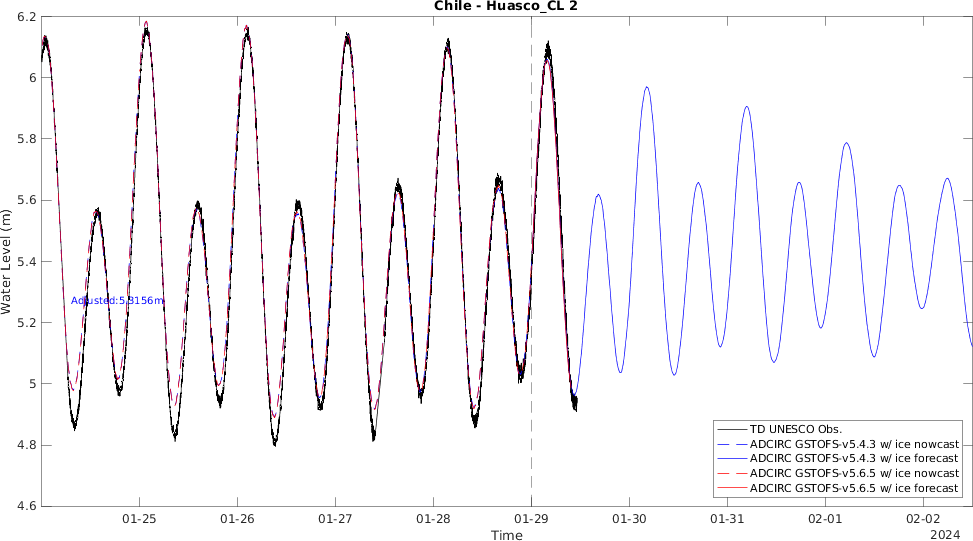 Chile - Huasco_CL 2
6.2
6
5.8
5.6
5.4
5.2
5
4.8
4.6
Water Level (m)
Adjusted:5.3156m
TD UNESCO Obs.
ADCIRC GSTOFS-v5.4.3 w/ ice nowcast
ADCIRC GSTOFS-v5.4.3 w/ ice forecast
ADCIRC GSTOFS-v5.6.5 w/ ice nowcast
ADCIRC GSTOFS-v5.6.5 w/ ice forecast
01-25 01-26 01-27 01-28 01-29 01-30 01-31 02-01 02-02
Time
2024